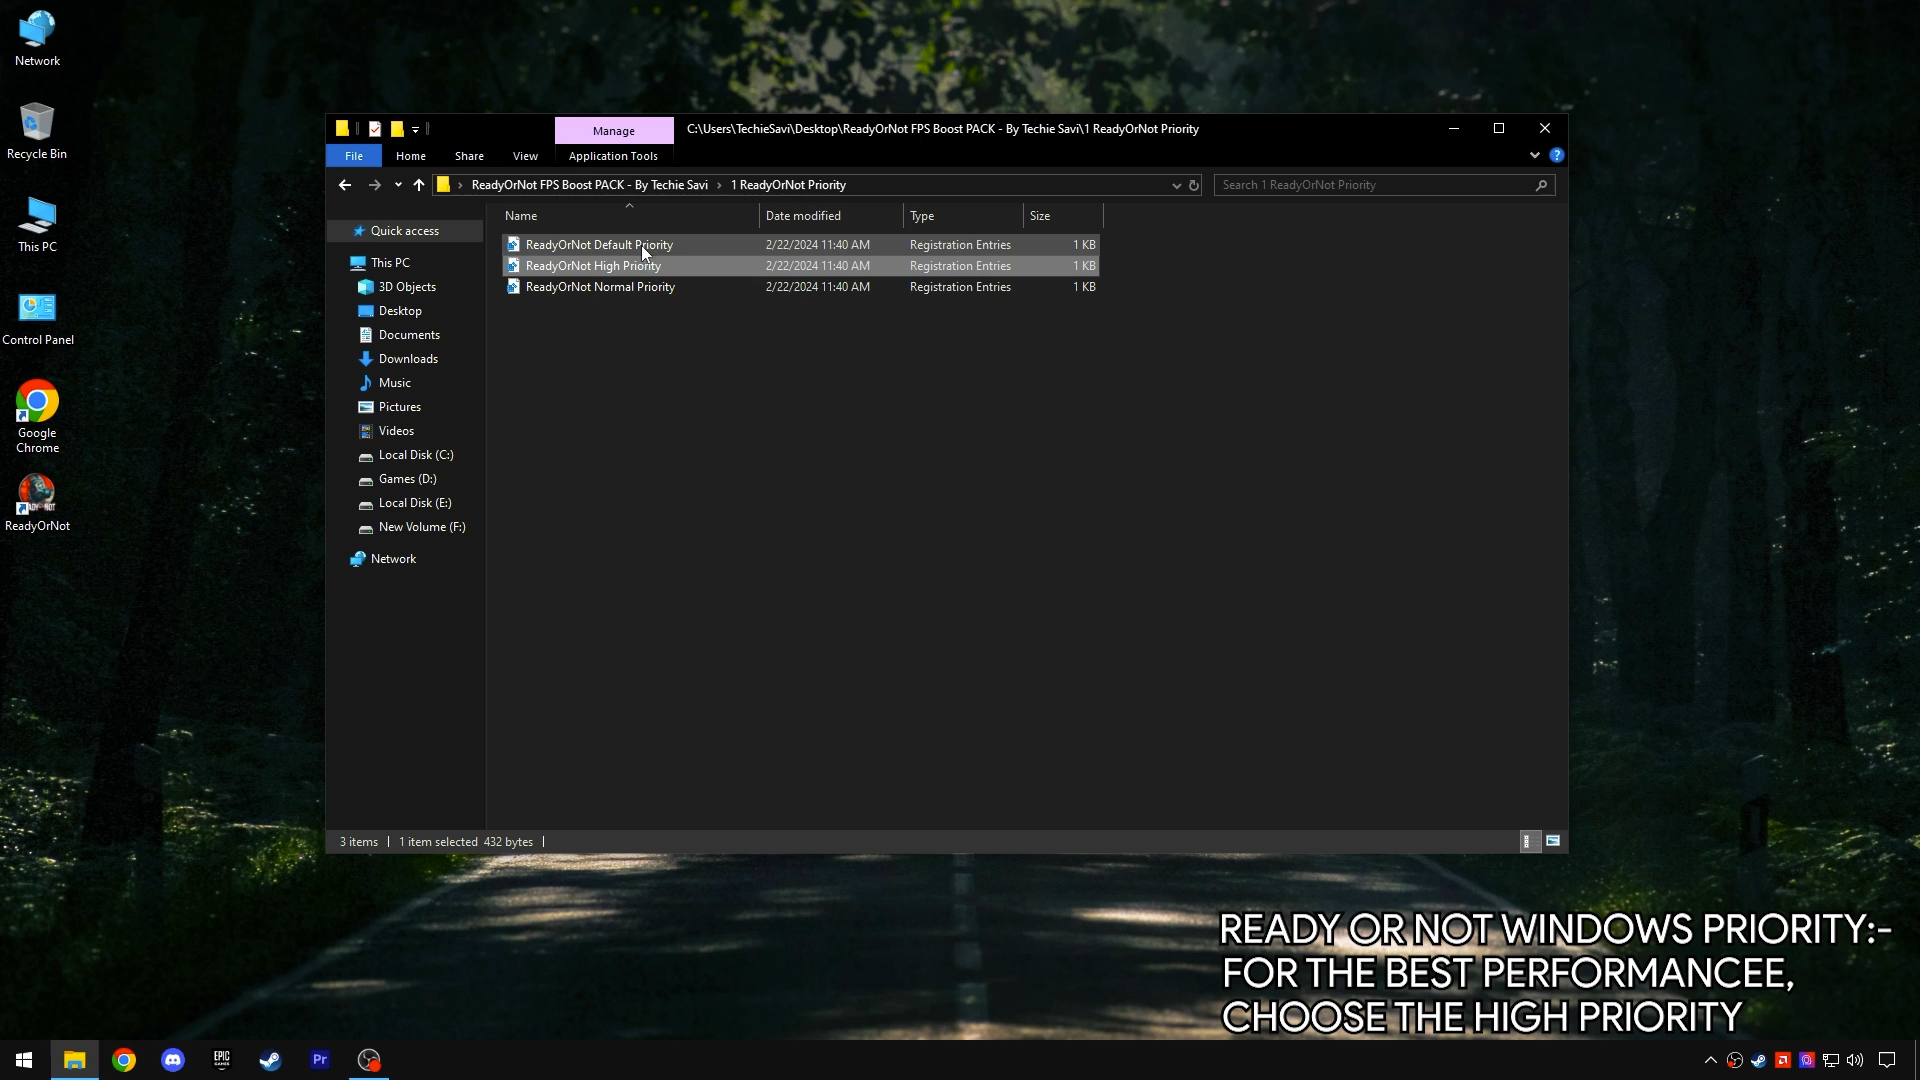 Network
Recycle Bin
This PC
Control Panel
Google
Chrome
ReadyOrNot
Manage
C:\Users\TechieSavi\Desktop\ReadyOrNot FPS Boost PACK - By Techie Savi\1 ReadyOrNot Priority
File Home Share View Application Tools
ReadyOrNot FPS Boost PACK - By Techie Savi › 1 ReadyOrNot Priority
Search 1 ReadyOrNot Priority
Name Date modified Type Size
ReadyOrNot Default Priority 2/22/2024 11:40 AM Registration Entries 1 KB
ReadyOrNot High Priority 2/22/2024 11:40 AM Registration Entries 1 KB
ReadyOrNot Normal Priority 2/22/2024 11:40 AM Registration Entries 1 KB
Quick access
This PC
3D Objects
Desktop
Documents
Downloads
Music
Pictures
Videos
Local Disk (C:)
Games (D:)
Local Disk (E:)
New Volume (F:)
Network
3 items 1 item selected 432 bytes
READY OR NOT WINDOWS PRIORITY:-
FOR THE BEST PERFORMANCEE,
CHOOSE THE HIGH PRIORITY
EPIC
GAMES
Pr